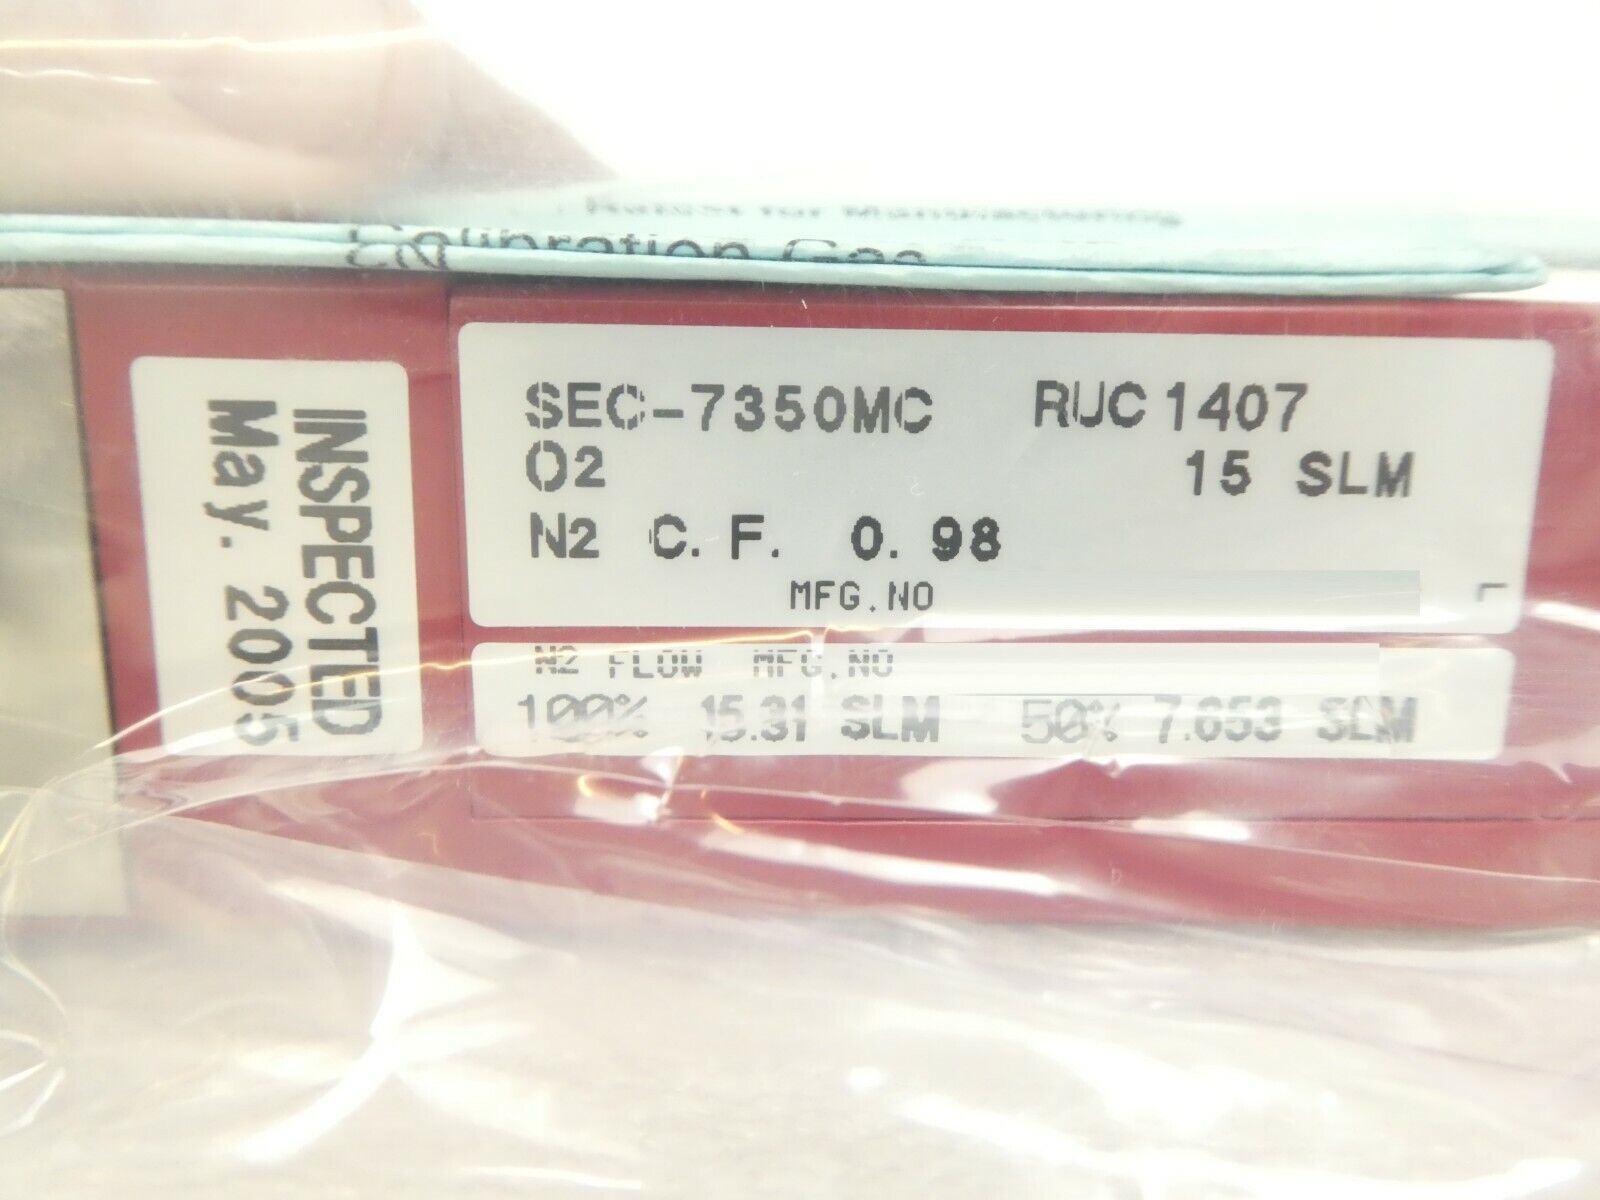 Calibration Gas
INSPECTED
May. 2005
SEC-7350MC RUC1407
O2 15 SLM
N2 C.F. 0.98
MFG.NO
L
N2 FLOW MFG.NO
100% 15.31 SLM 50% 7.653 SLM